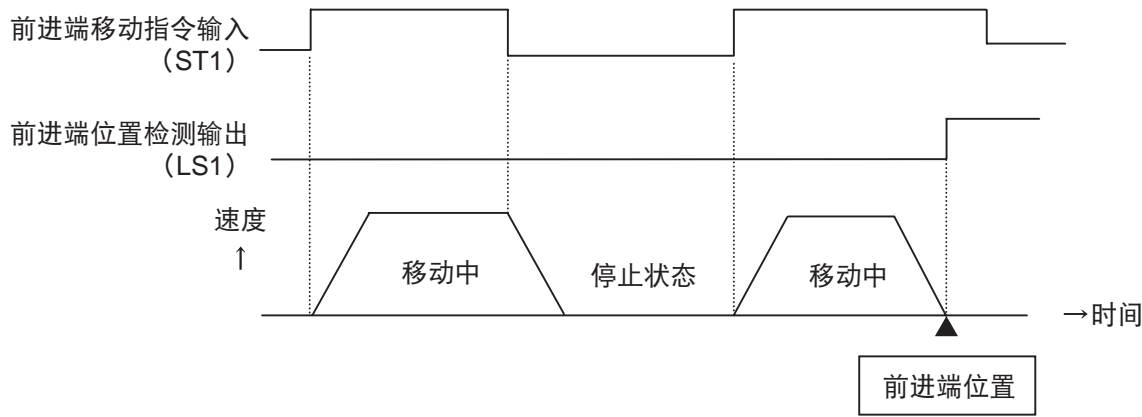 前进端移动指令输入
（ST1）
前进端位置检测输出
（LS1）
速度
↑
移动中
停止状态
移动中
→时间
前进端位置